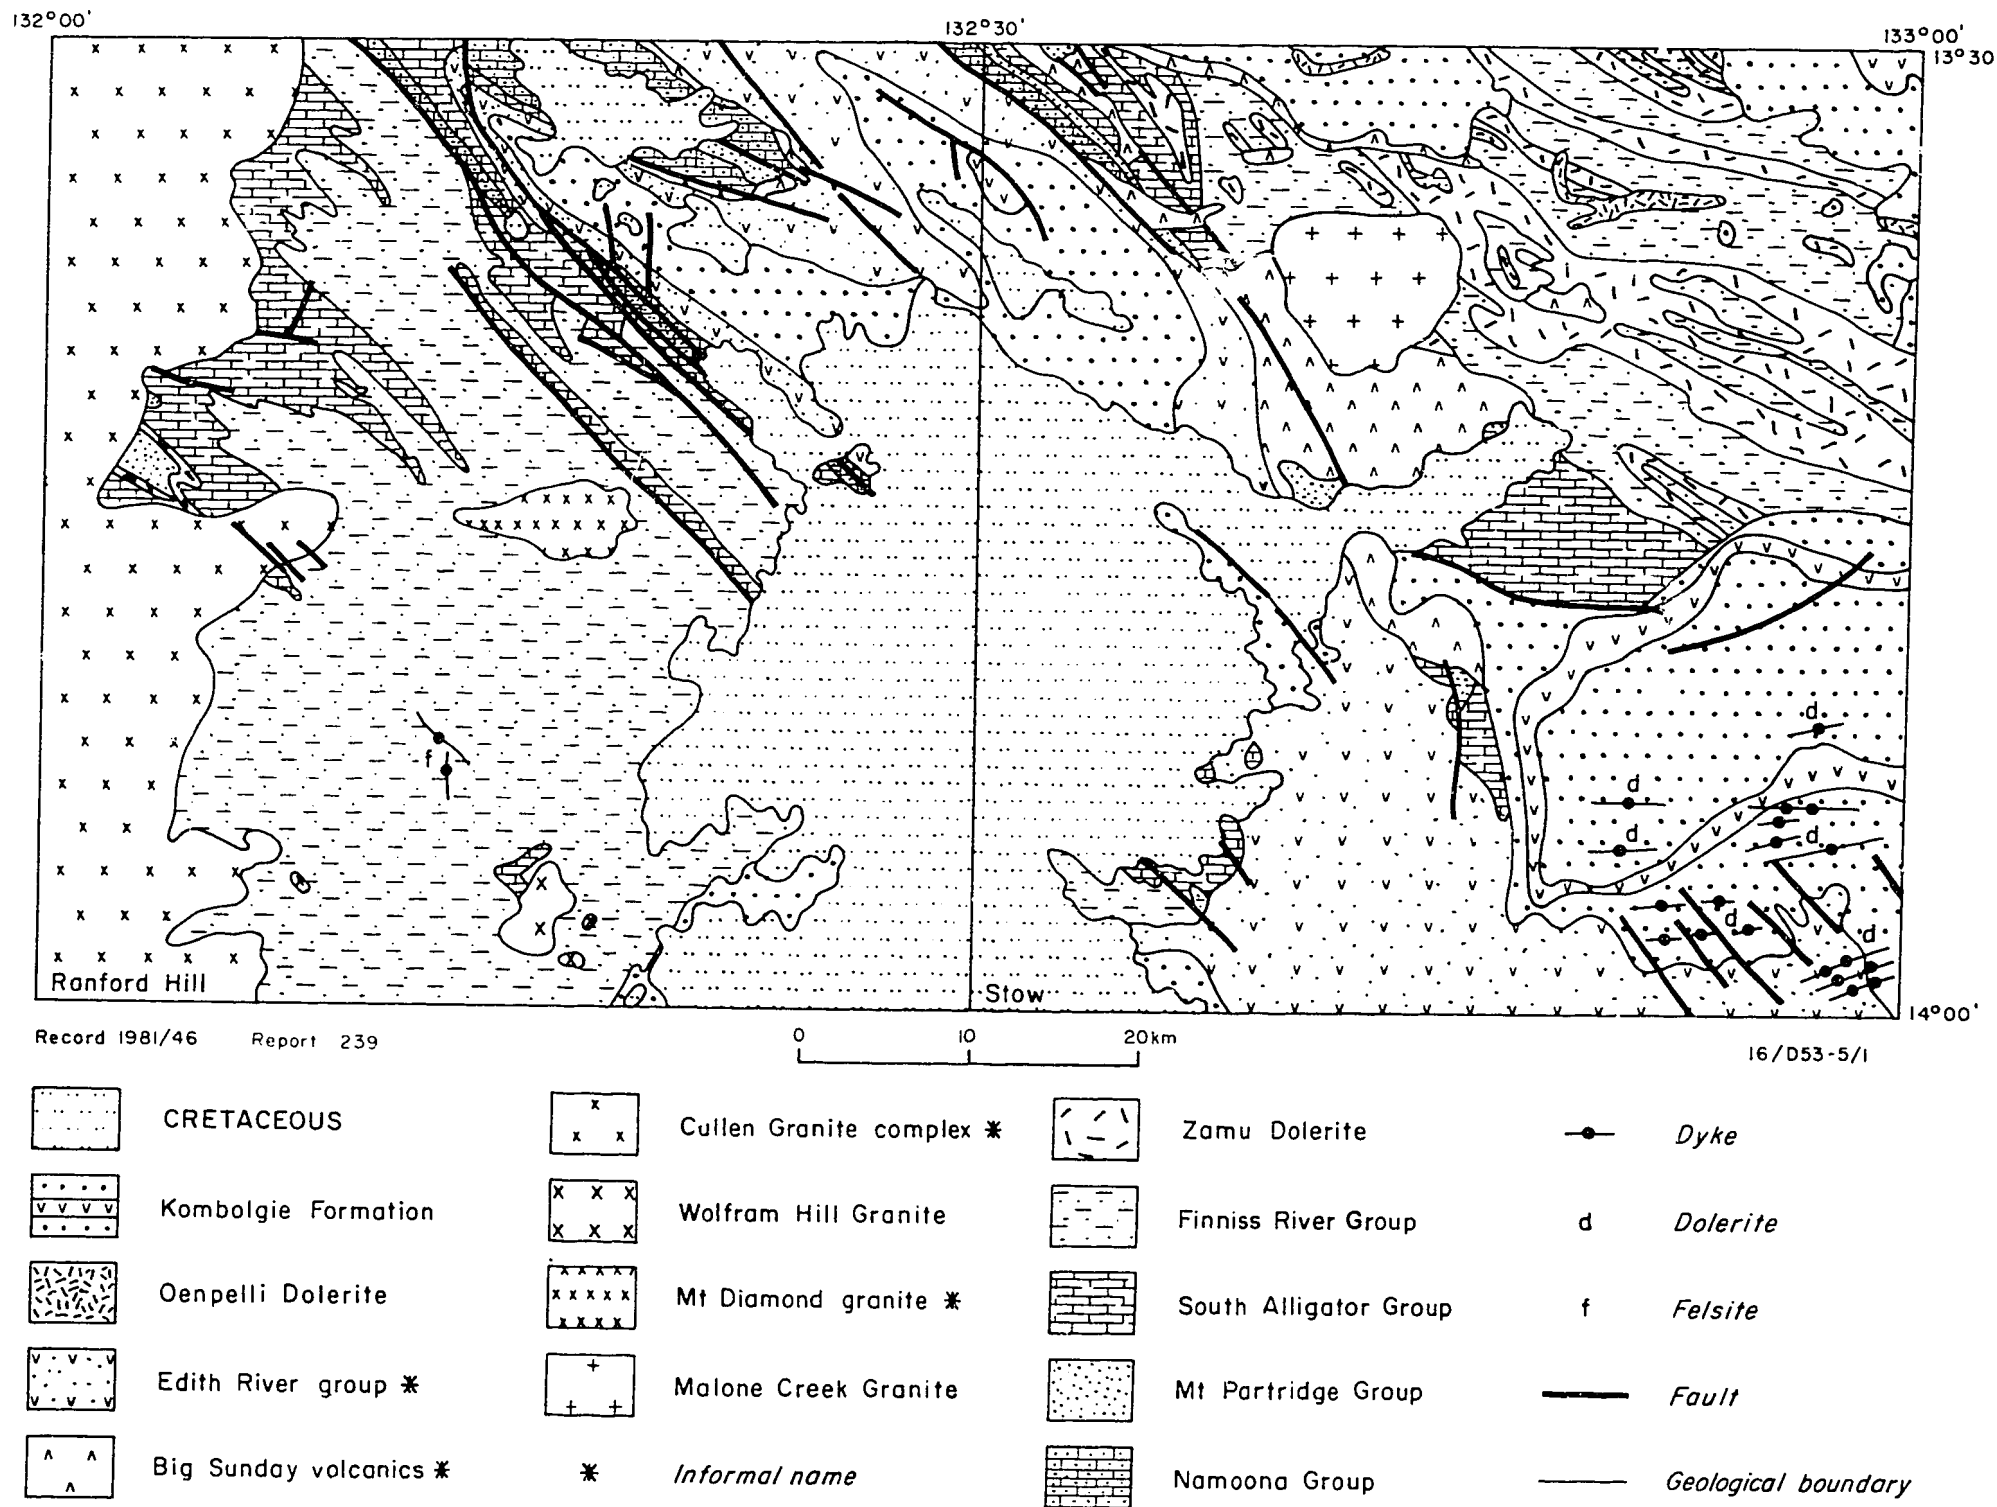 132°00'
132°30'
133°00'
13°30
f
d
d
d
d
d
d
Ranford Hill
Stow
14°00'
Record 1981/46 Report 239
0 10 20km
16/D53-5/1
CRETACEOUS
Kombolgie Formation
Oenpelli Dolerite
Edith River group *
Big Sunday volcanics *
Cullen Granite complex *
Wolfram Hill Granite
Mt Diamond granite *
Malone Creek Granite
* Informal name
Zamu Dolerite
Finniss River Group
South Alligator Group
Mt Partridge Group
Namoona Group
Dyke
d Dolerite
f Felsite
Fault
Geological boundary